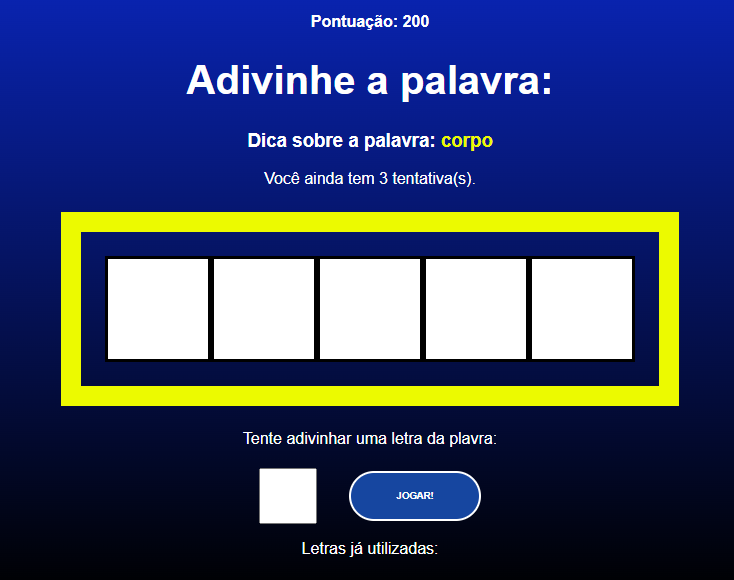 Pontuação: 200
Adivinhe a palavra:
Dica sobre a palavra: corpo
Você ainda tem 3 tentativa(s).
Tente adivinhar uma letra da plavra:
JOGAR!
Letras já utilizadas: